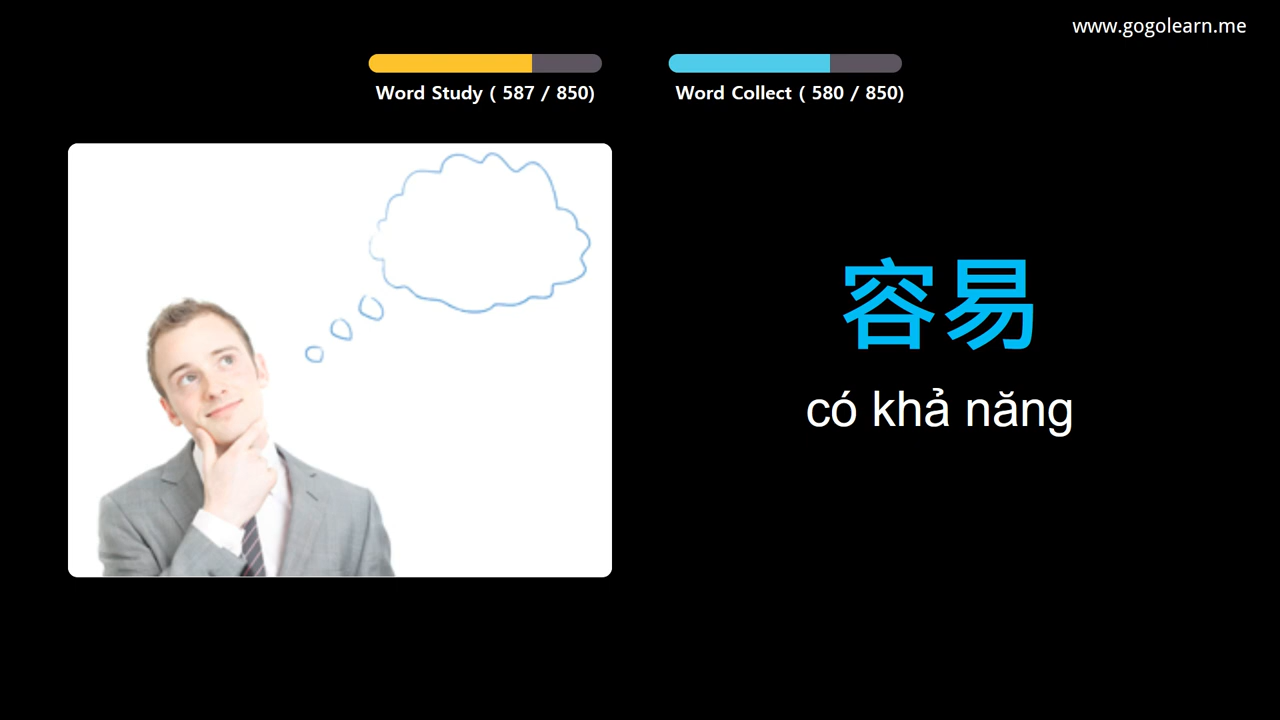 www.gogolearn.me
Word Study ( 587 / 850)
Word Collect ( 580 / 850)
容易
có khả năng